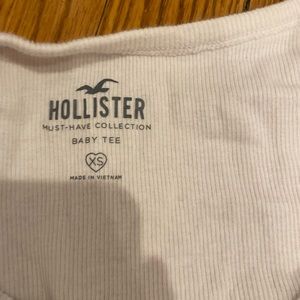 HOLLISTER
MUST-HAVE COLLECTION
BABY TEE
XS
MADE IN VIETNAM